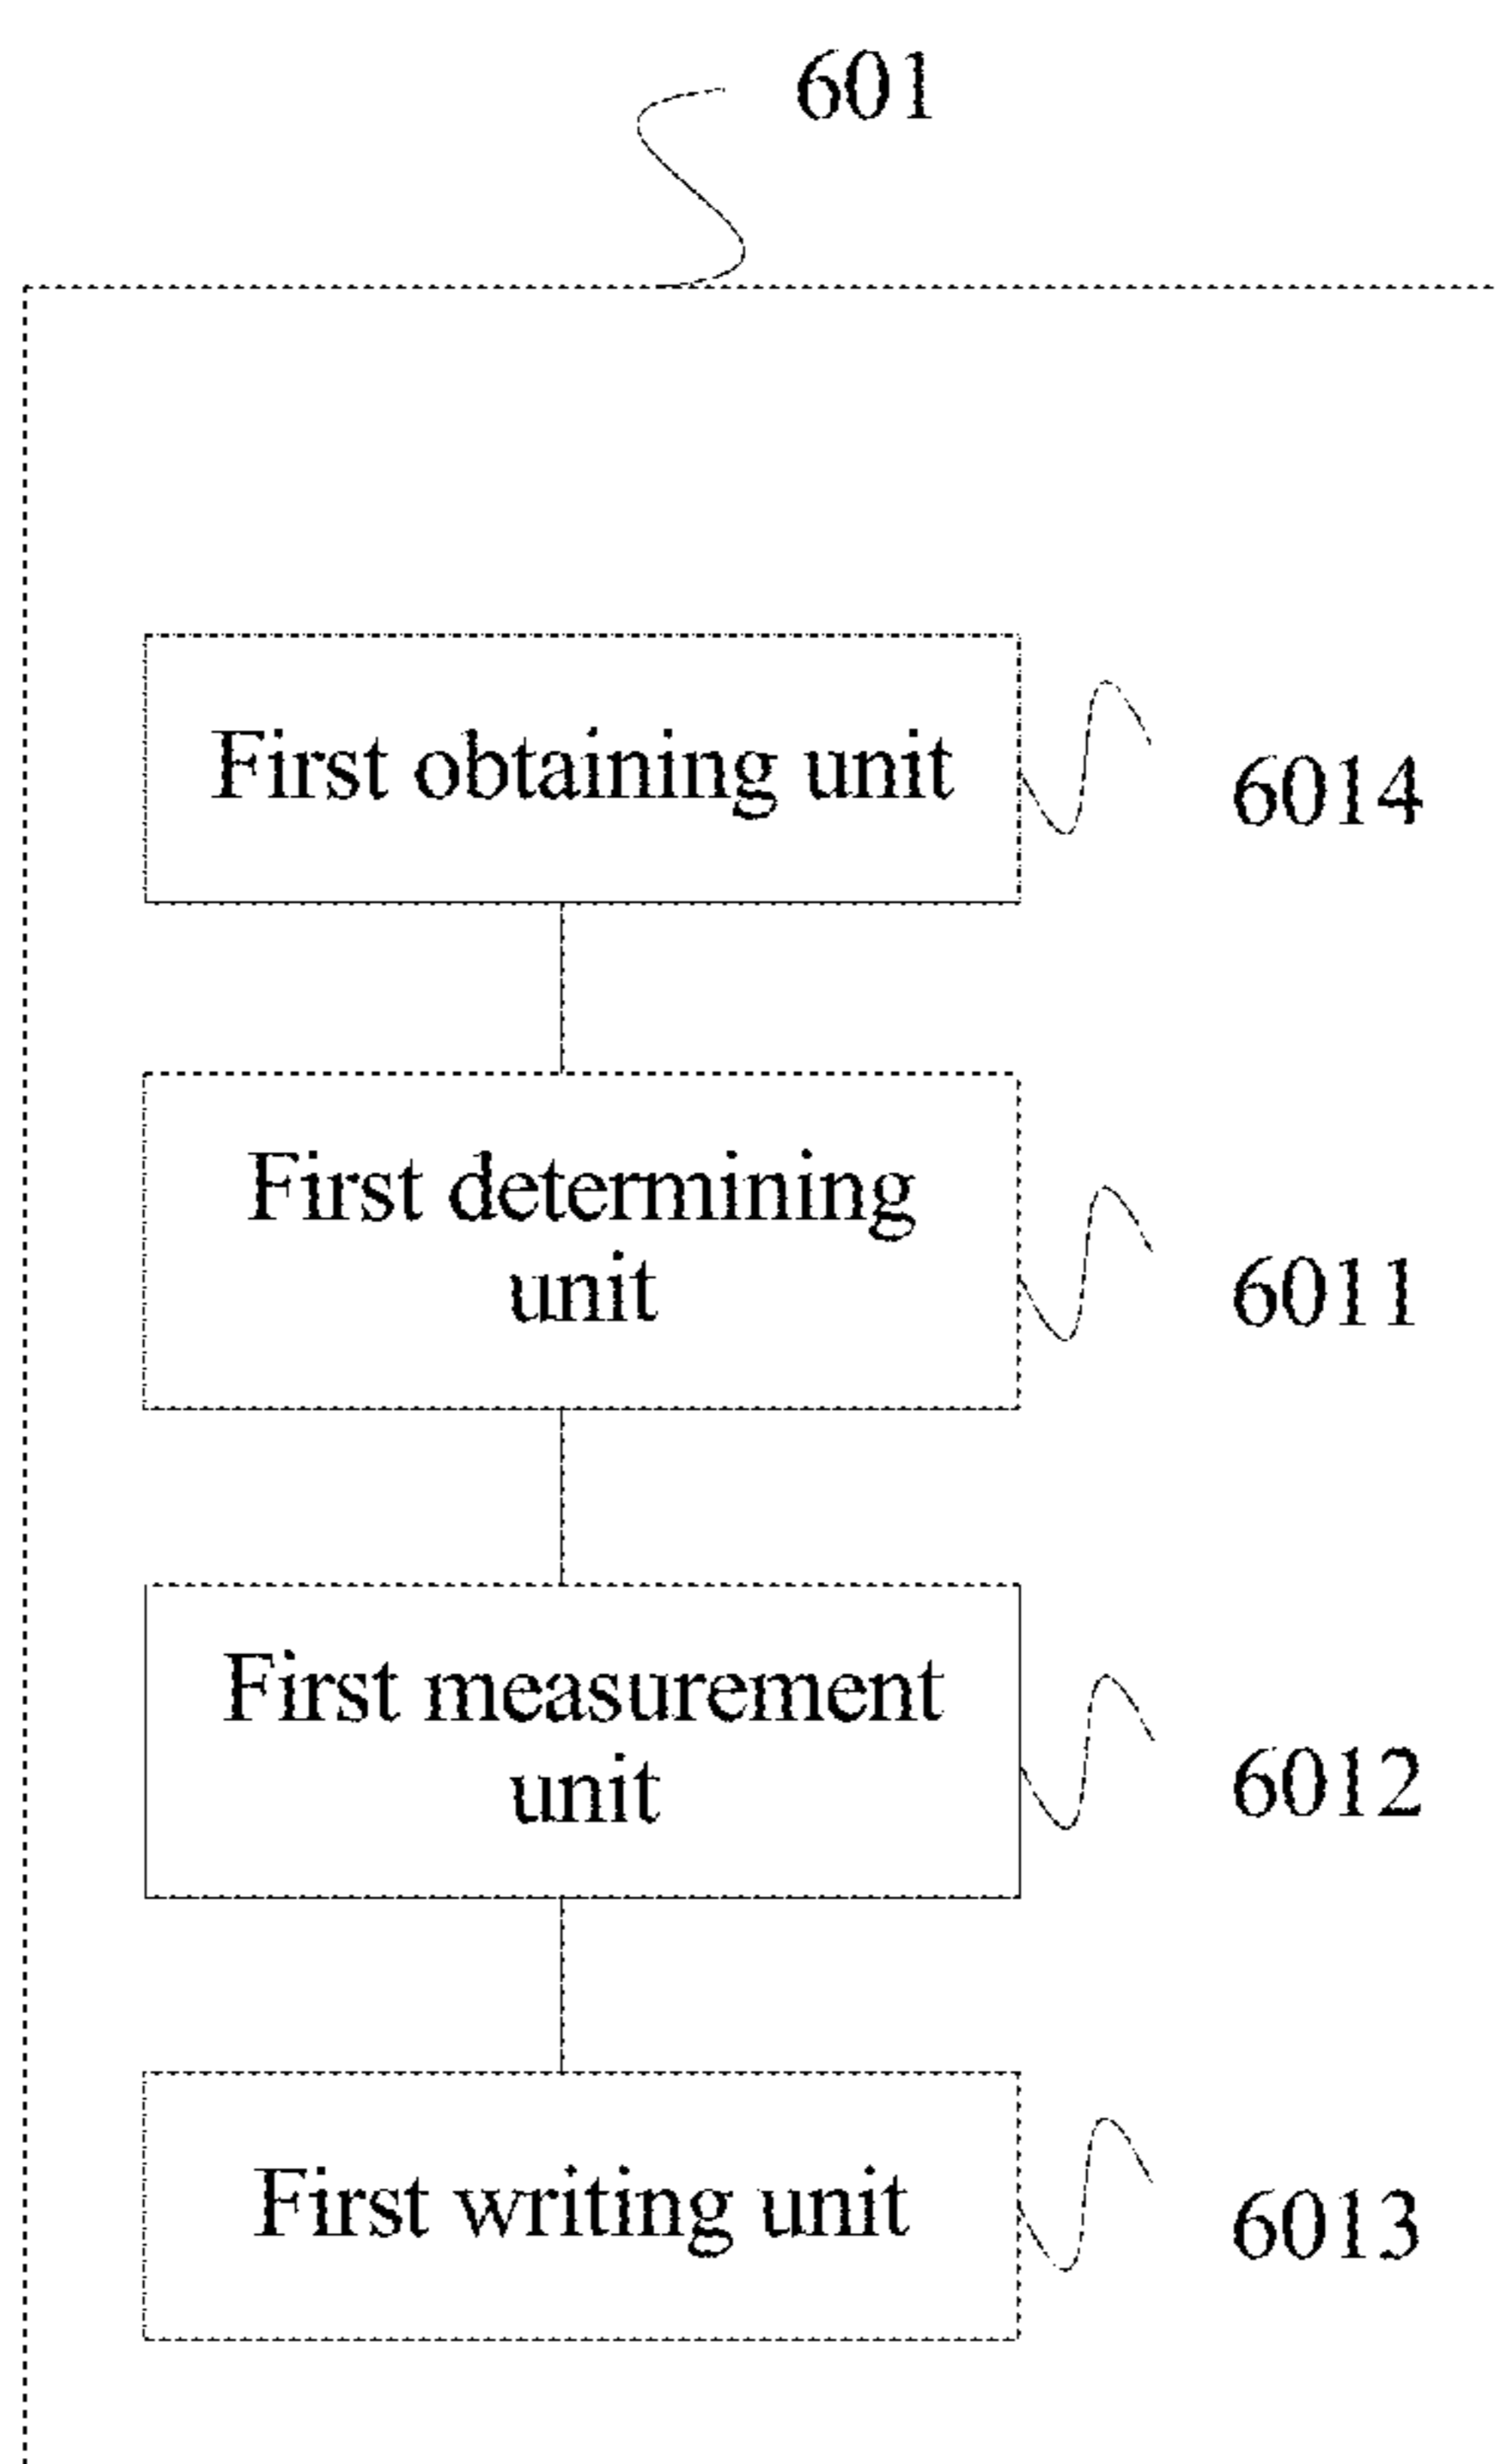 601
First obtaining unit
6014
First determining
unit
6011
First measurement
unit
6012
First writing unit
6013